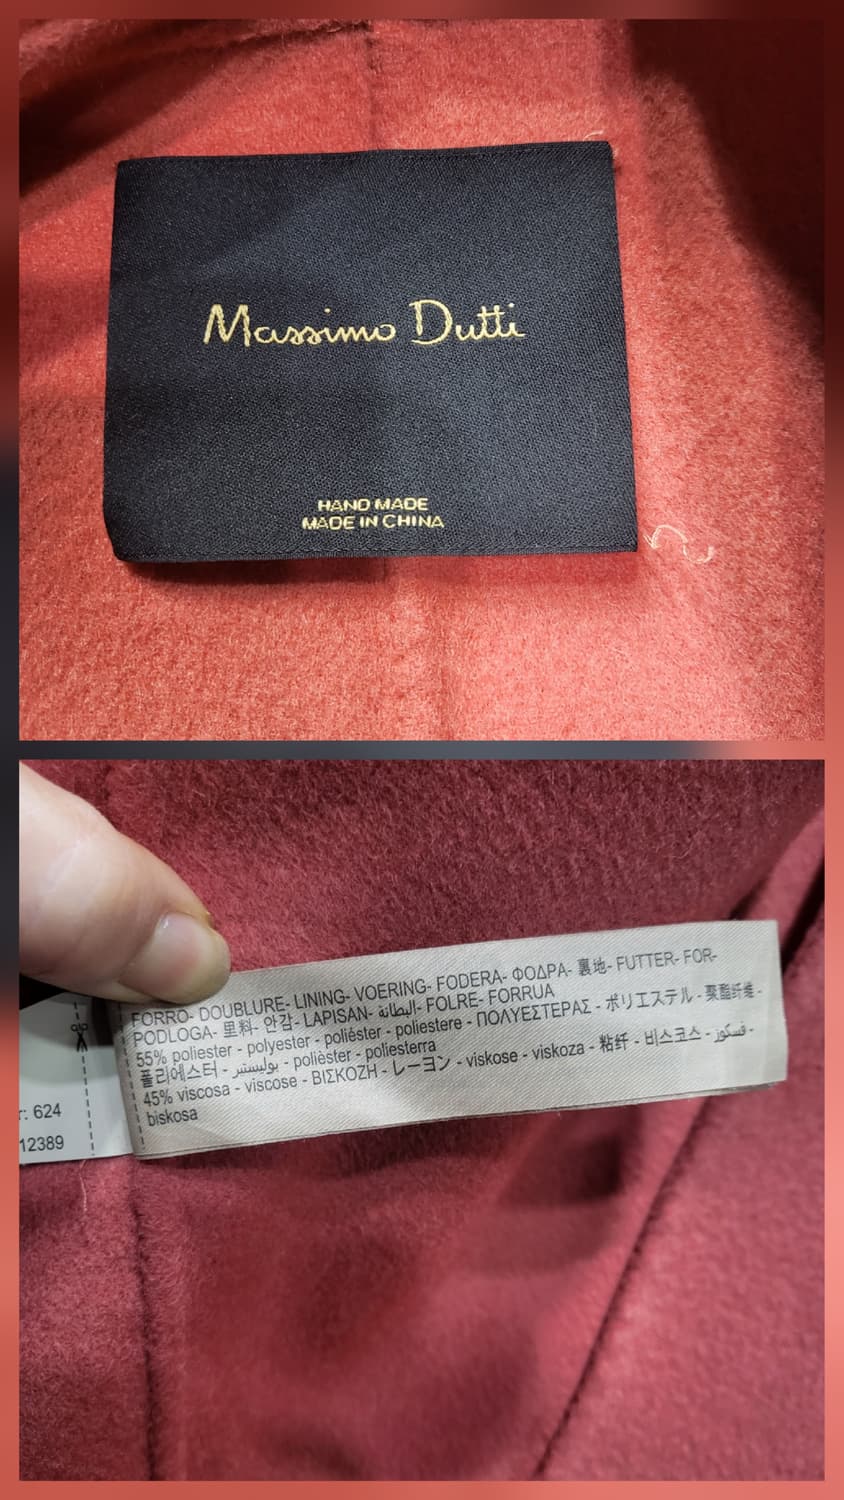 Massimo Dutti
HAND MADE
MADE IN CHINA
FORRO- DOUBLURE- LINING- VOERING- FODERA- ΦΟΔΡΑ- 裏地- FUTTER- FOR-
PODLOGA- 里料- 안감- LAPISAN- البطانة- FOLRE- FORRUA
55% poliester - polyester - poliéster - poliestere - ΠΟΛΥΕΣΤΕΡΑΣ - ポリエステル - 聚酯纤维 -
폴리에스터 - بوليستير - polièster - poliesterra
45% viscosa - viscose - ΒΙΣΚΟΖΗ - レーヨン - viskose - viskoza - 粘纤 - 비스코스 - فسكوز -
biskosa
r: 624
12389